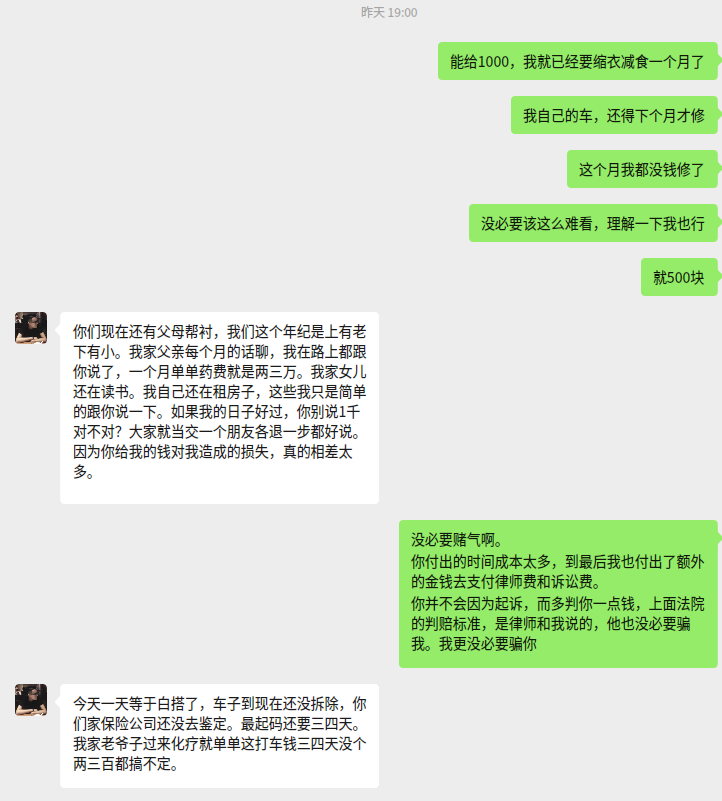 昨天 19:00
能给1000，我就已经要缩衣减食一个月了
我自己的车，还得下个月才修
这个月我都没钱修了
没必要该这么难看，理解一下我也行
就500块
你们现在还有父母帮衬，我们这个年纪是上有老
下有小。我家父亲每个月的话聊，我在路上都跟
你说了，一个月单单药费就是两三万。我家女儿
还在读书。我自己还在租房子，这些我只是简单
的跟你说一下。如果我的日子好过，你别说1千
对不对？大家就当交一个朋友各退一步都好说。
因为你给我的钱对我造成的损失，真的相差太
多。
没必要赌气啊。
你付出的时间成本太多，到最后我也付出了额外
的金钱去支付律师费和诉讼费。
你并不会因为起诉，而多判你一点钱，上面法院
的判赔标准，是律师和我说的，他也没必要骗
我。我更没必要骗你
今天一天等于白搭了，车子到现在还没拆除，你
们家保险公司还没去鉴定。最起码还要三四天。
我家老爷子过来化疗就单单这打车钱三四天没个
两三百都搞不定。